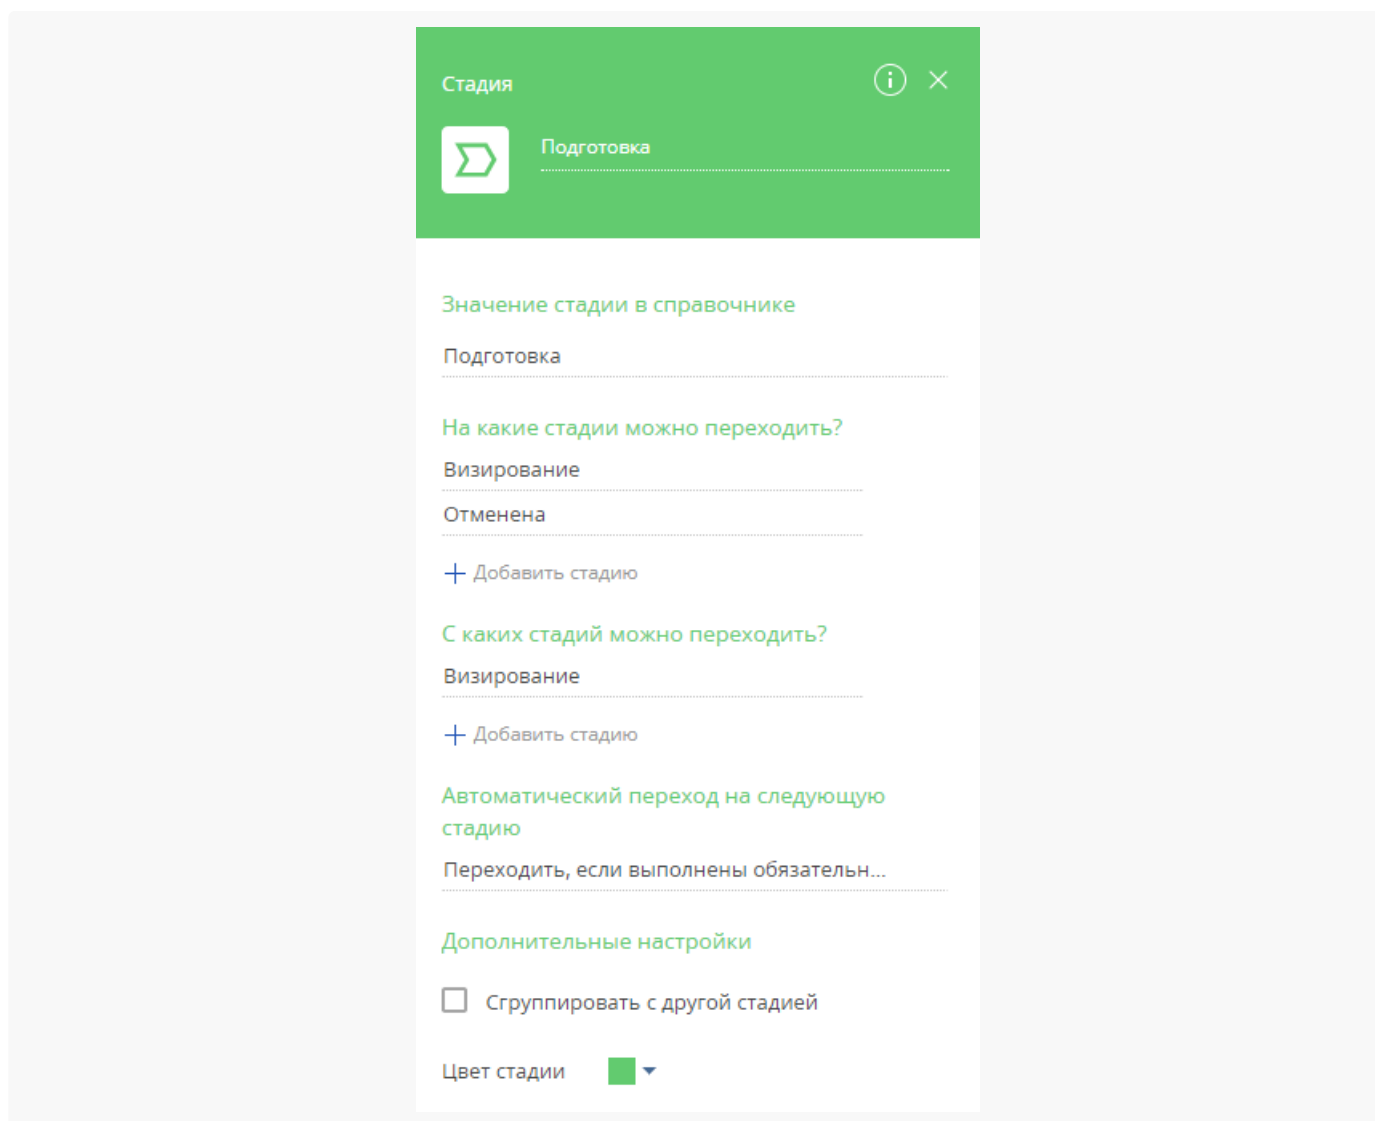 Стадия
Подготовка
Значение стадии в справочнике
Подготовка
На какие стадии можно переходить?
Визирование
Отменена
Добавить стадию
С каких стадий можно переходить?
Визирование
Добавить стадию
Автоматический переход на следующую
стадию
Переходить, если выполнены обязательн...
Дополнительные настройки
Сгруппировать с другой стадией
Цвет стадии